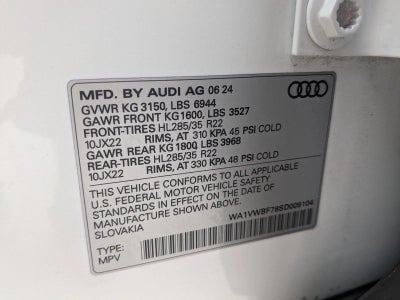 MFD. BY AUDI AG 06 24
GVWR KG 3150, LBS 6944
GAWR FRONT KG1600, LBS 3527
FRONT-TIRES HL285/35 R22
10JX22 RIMS, AT 310 KPA 45 PSI COLD
GAWR REAR KG 1800, LBS 3968
REAR-TIRES HL285/35 R22
10JX22 RIMS, AT 330 KPA 48 PSI COLD
THIS VEHICLE CONFORMS TO ALL APPLICABLE
U.S. FEDERAL MOTOR VEHICLE SAFETY
STANDARDS IN EFFECT ON THE DATE OF
MANUFACTURE SHOWN ABOVE.
SLOVAKIA
WA1VWBF78SD009104
TYPE:
MPV